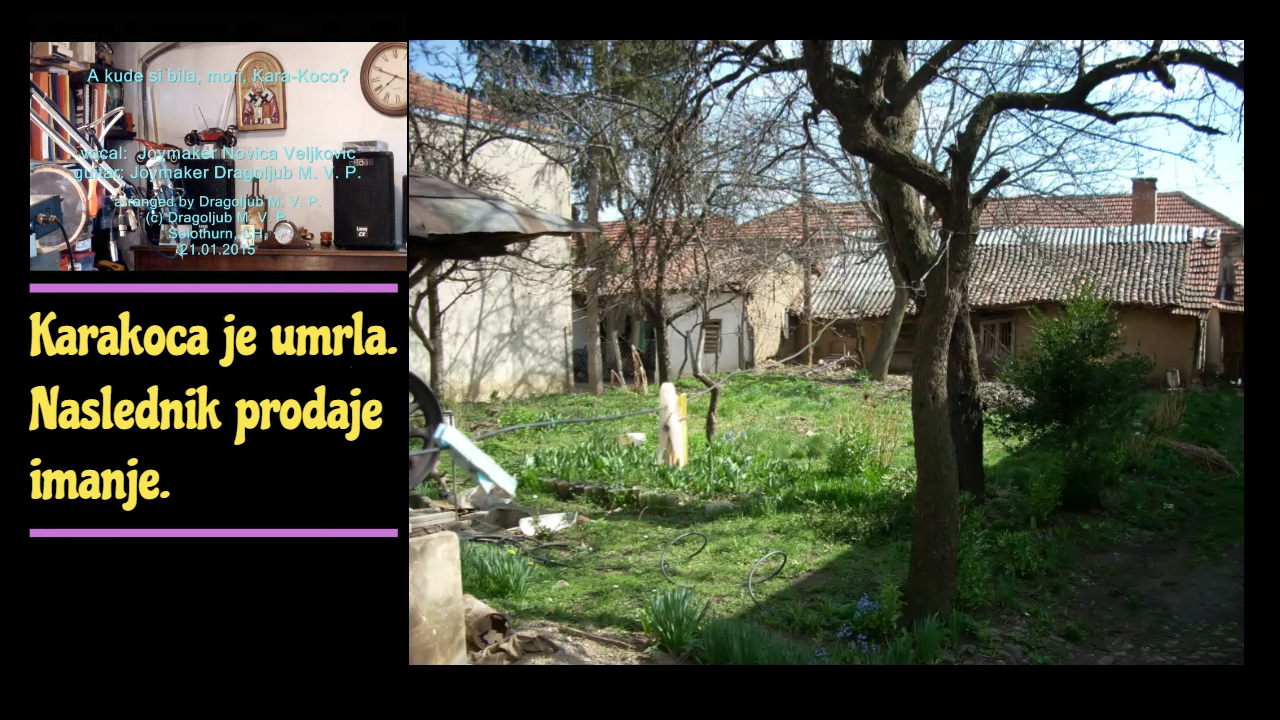 A kude si bila, mori, Kara-Koco?
vocal: Joymaker Novica Veljkovic
guitar: Joymaker Dragoljub M. V. P.
arranged by Dragoljub M. V. P.
(c) Dragoljub M. V. P.
Solothurn, CH,
21.01.2015
Karakoca je umrla.
Naslednik prodaje
imanje.